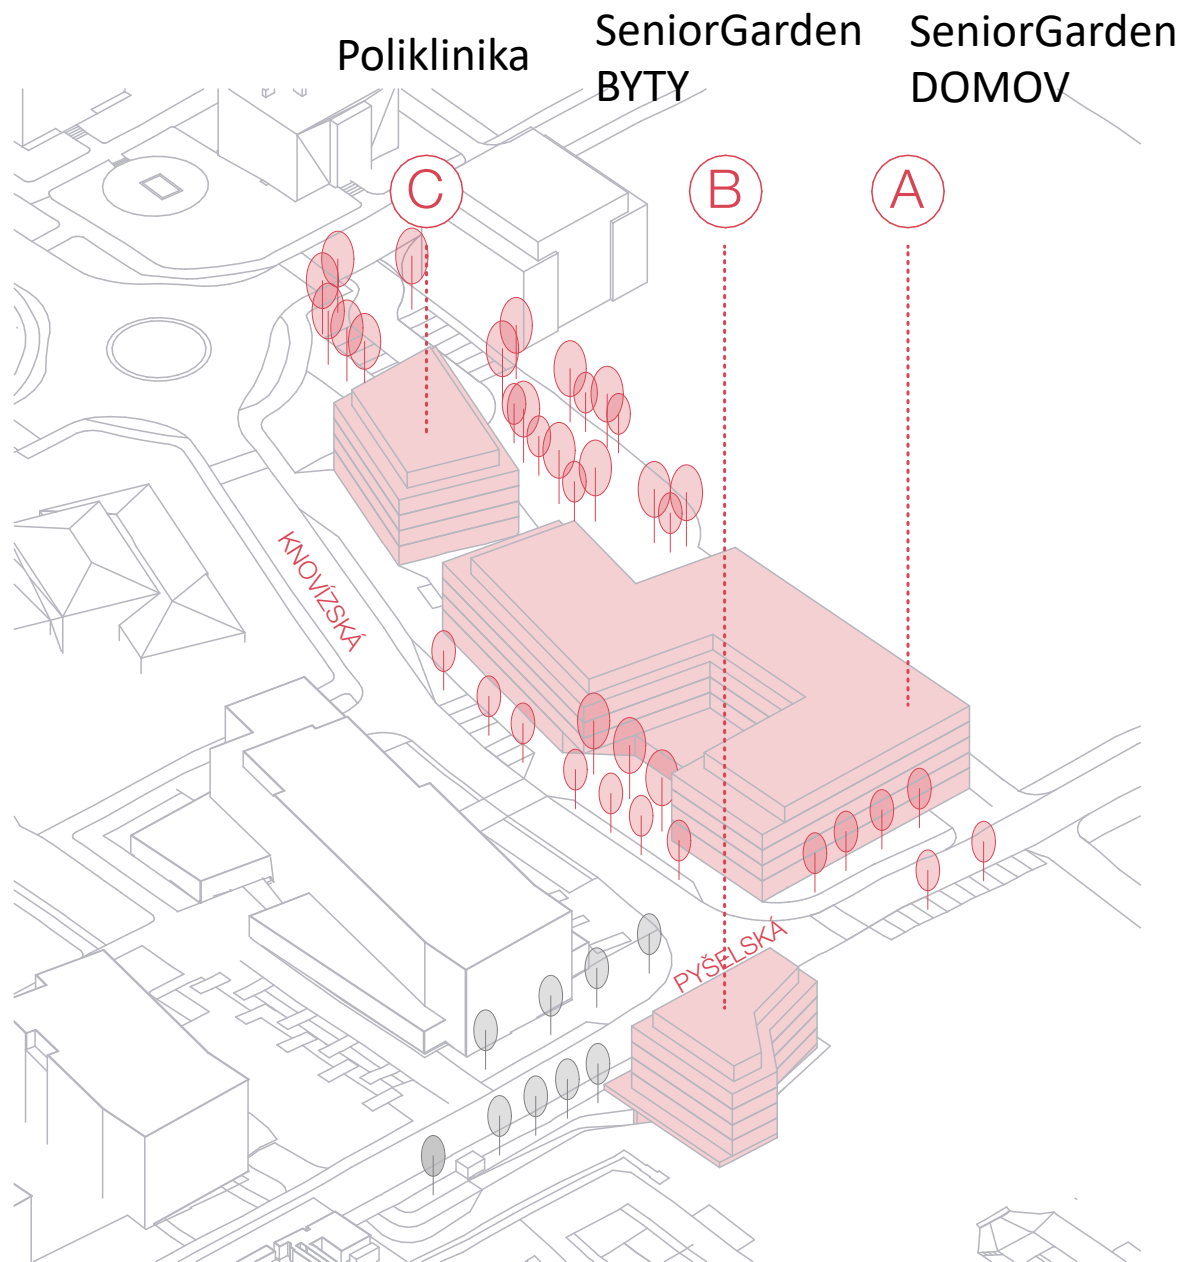 Poliklinika
SeniorGarden
BYTY
SeniorGarden
DOMOV
C
B
A
KNOVÍZSKÁ
PYŠELSKÁ